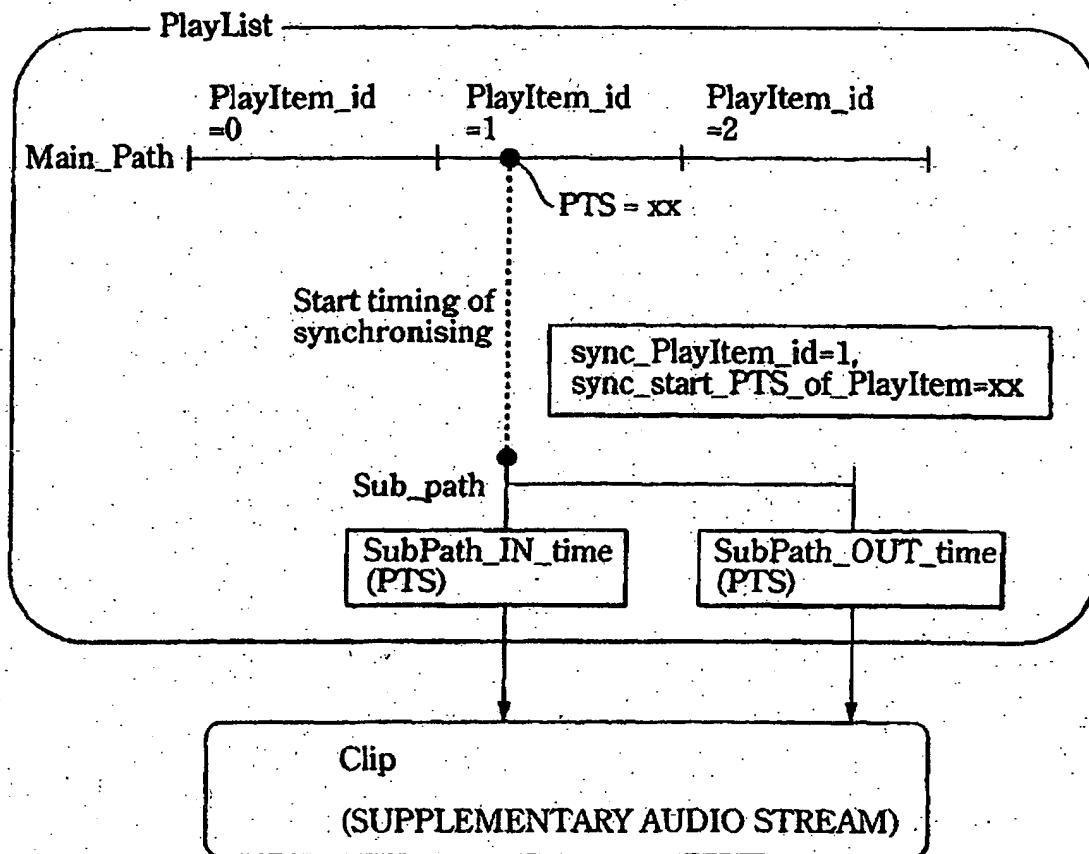 PlayList
PlayItem_id
=0
PlayItem_id
=1
PlayItem_id
=2
Main_Path
PTS = xx
Start timing of
synchronising
sync_PlayItem_id=1,
sync_start_PTS_of_PlayItem=xx
Sub_path
SubPath_IN_time
(PTS)
SubPath_OUT_time
(PTS)
Clip
(SUPPLEMENTARY AUDIO STREAM)